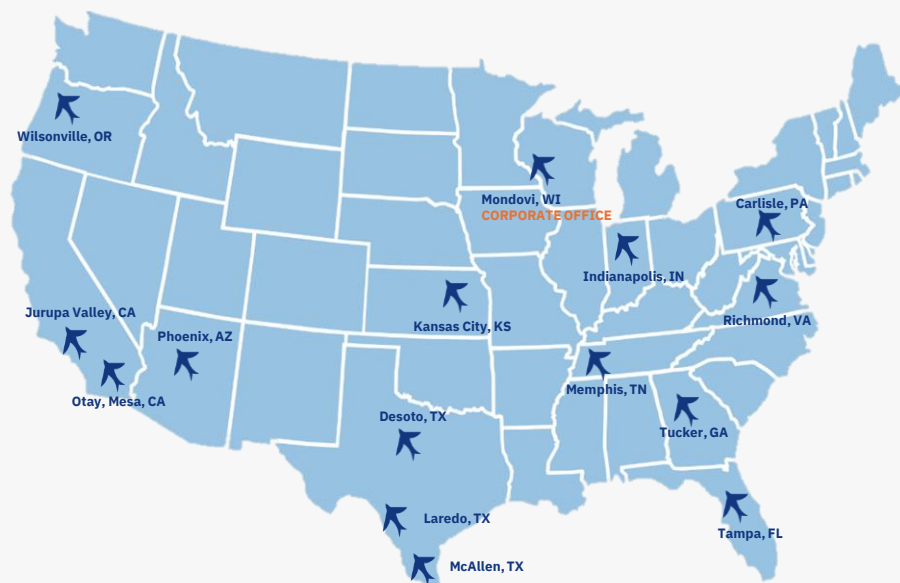 Wilsonville, OR
Mondovi, WI
CORPORATE OFFICE
Carlisle, PA
Indianapolis, IN
Jurupa Valley, CA
Kansas City, KS
Richmond, VA
Phoenix, AZ
Otay, Mesa, CA
Memphis, TN
Desoto, TX
Tucker, GA
Laredo, TX
Tampa, FL
McAllen, TX